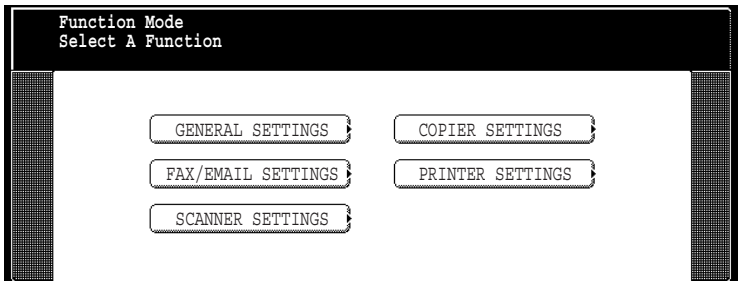 Function Mode
Select A Function
GENERAL SETTINGS
COPIER SETTINGS
FAX/EMAIL SETTINGS
PRINTER SETTINGS
SCANNER SETTINGS